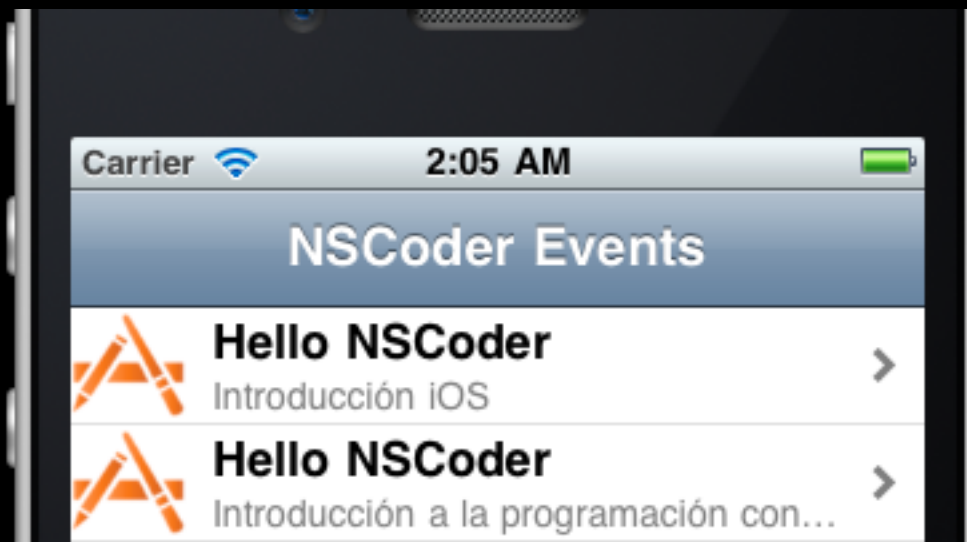 Carrier 2:05 AM
NSCoder Events
Hello NSCoder
Introducción iOS
Hello NSCoder
Introducción a la programación con...